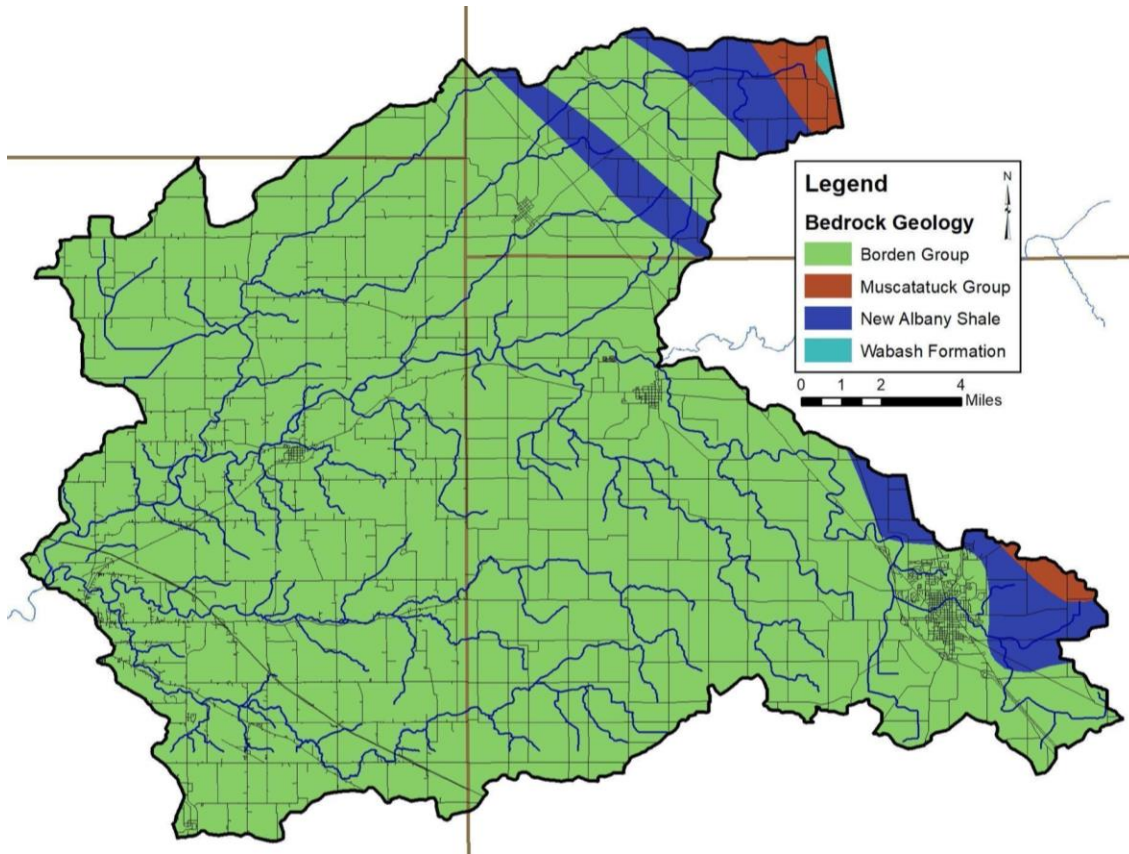 Legend
N
Bedrock Geology
Borden Group
Muscatatuck Group
New Albany Shale
Wabash Formation
0 1 2 4
Miles